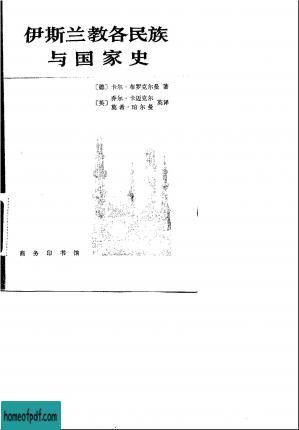 伊斯兰教各民族
与国家史
〔德〕卡尔·布罗克尔曼 著
〔英〕乔尔·卡迈克尔
莫希·珀尔曼 英译
商务印书馆
homeofpdf.com